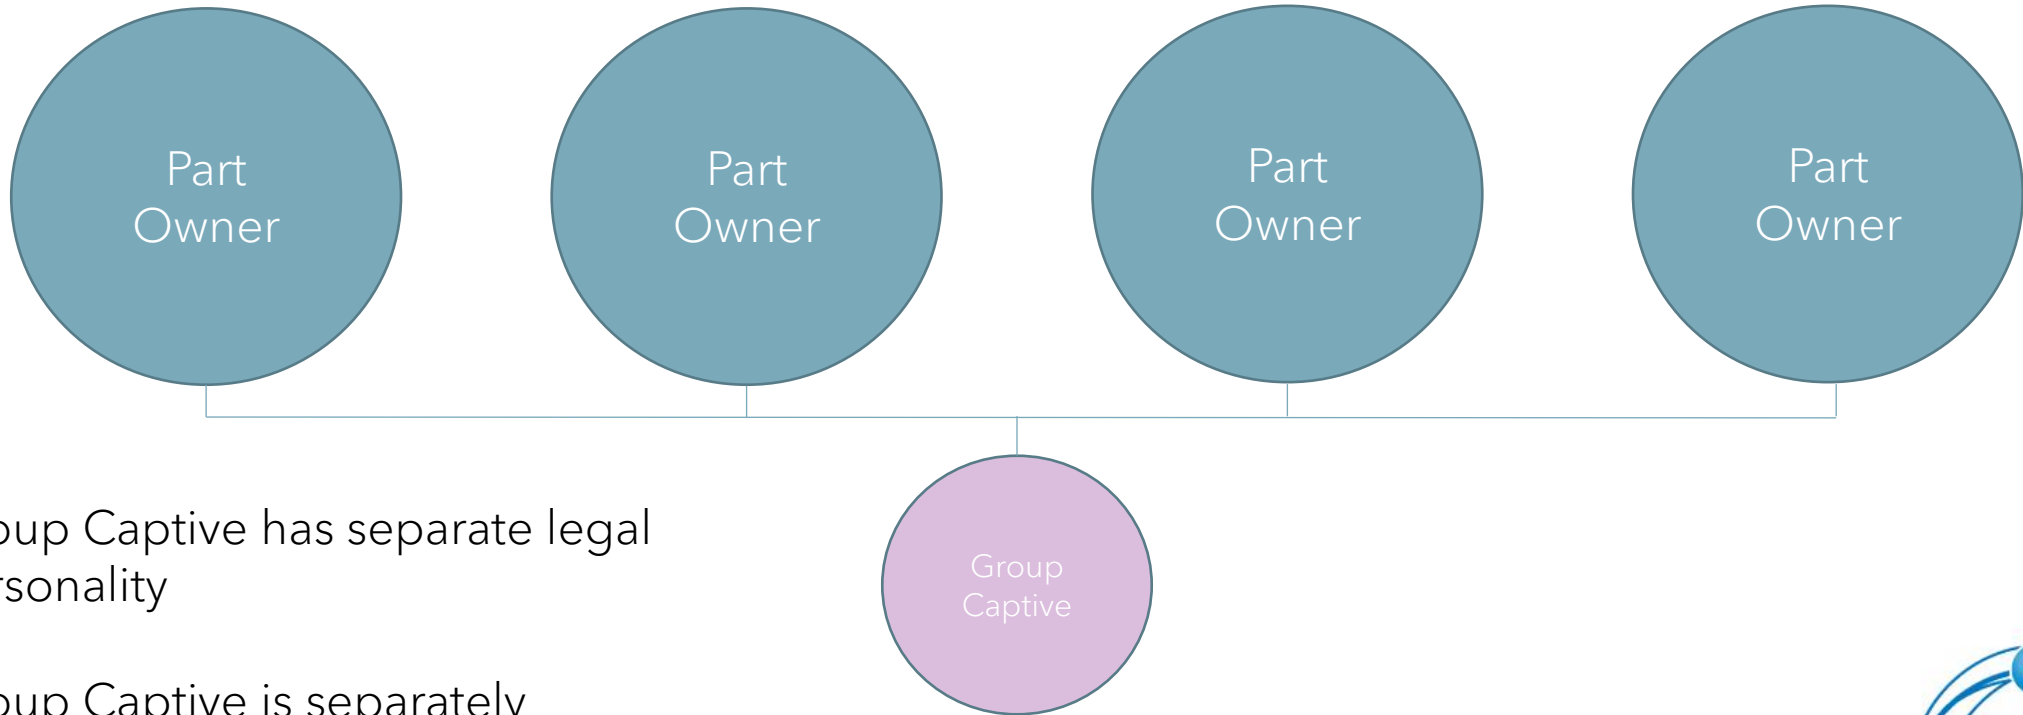 Part
Owner
Part
Owner
Part
Owner
Part
Owner
Group
Captive
oup Captive has separate legal
rsonality
oup Captive is separately